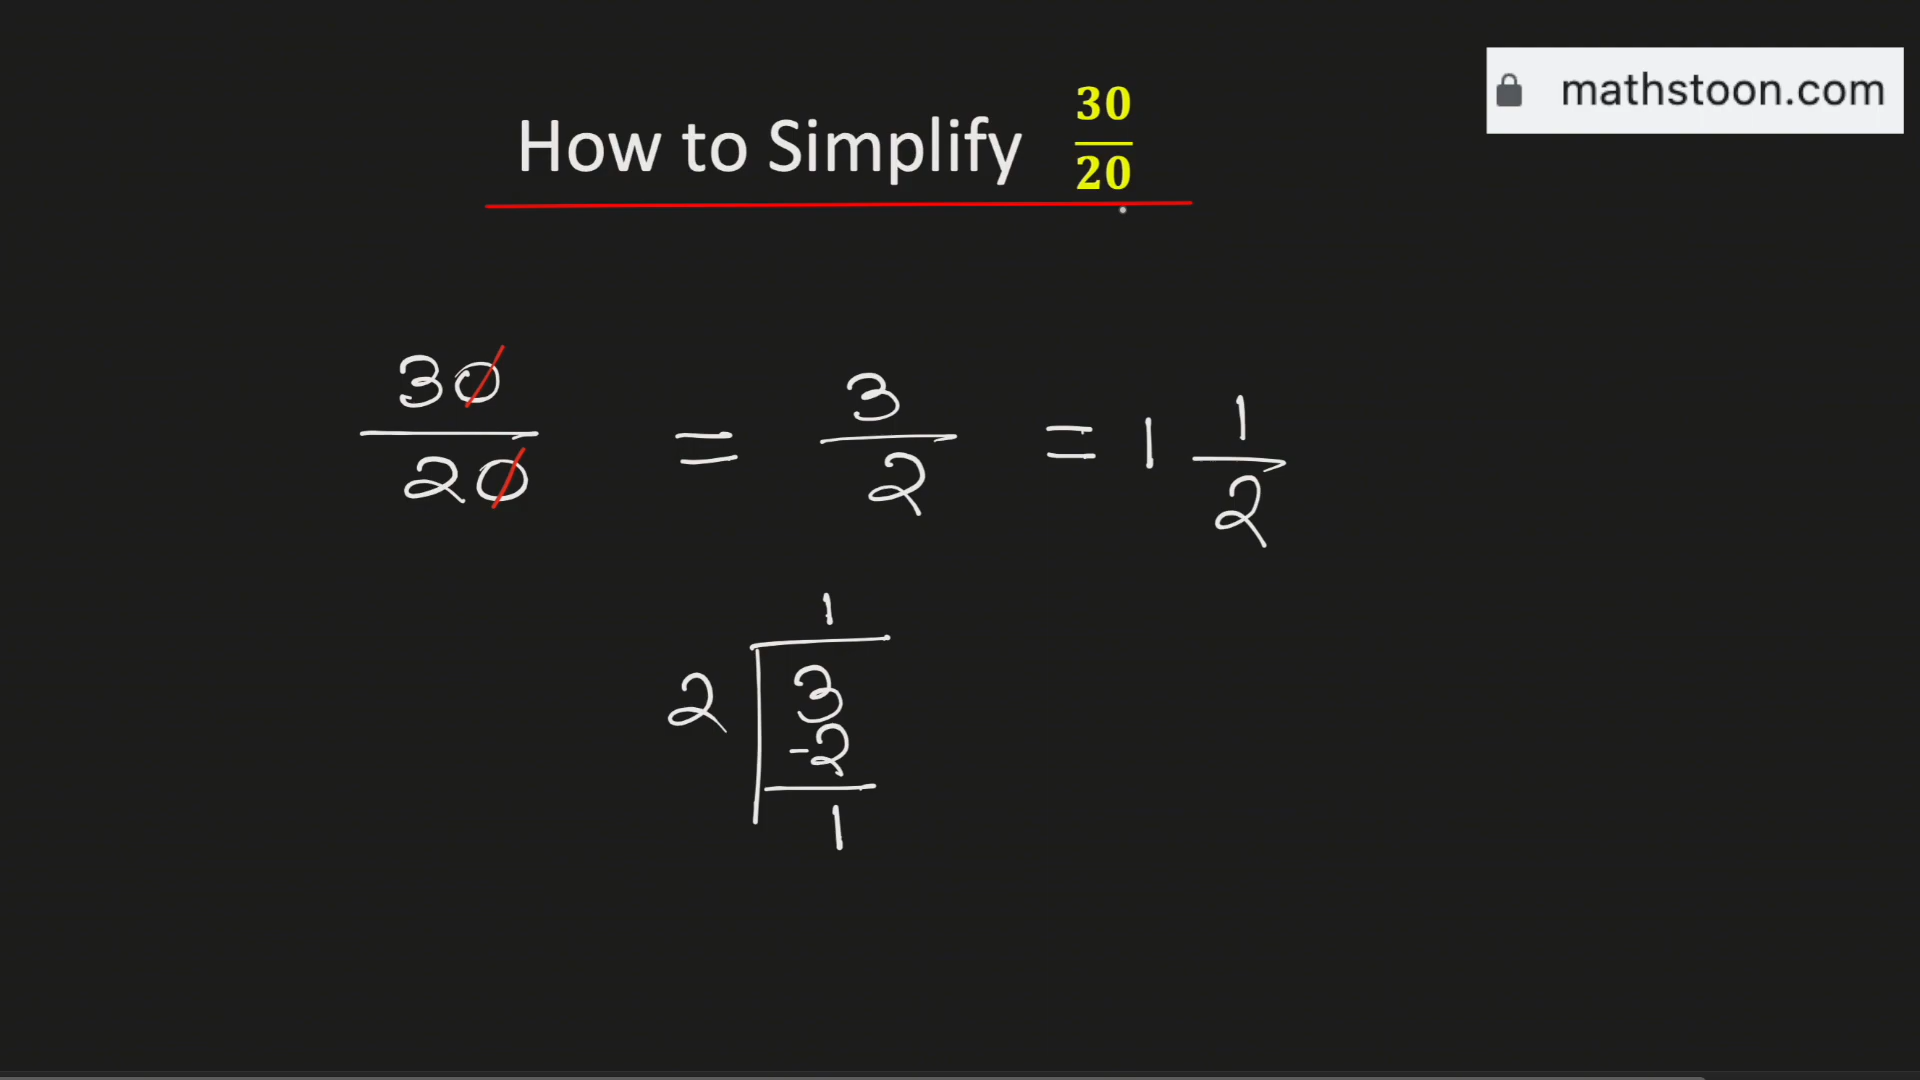 mathstoon.com
How to Simplify 30/20
30/20 = 3/2 = 1 1/2
1
2 3
-2
1